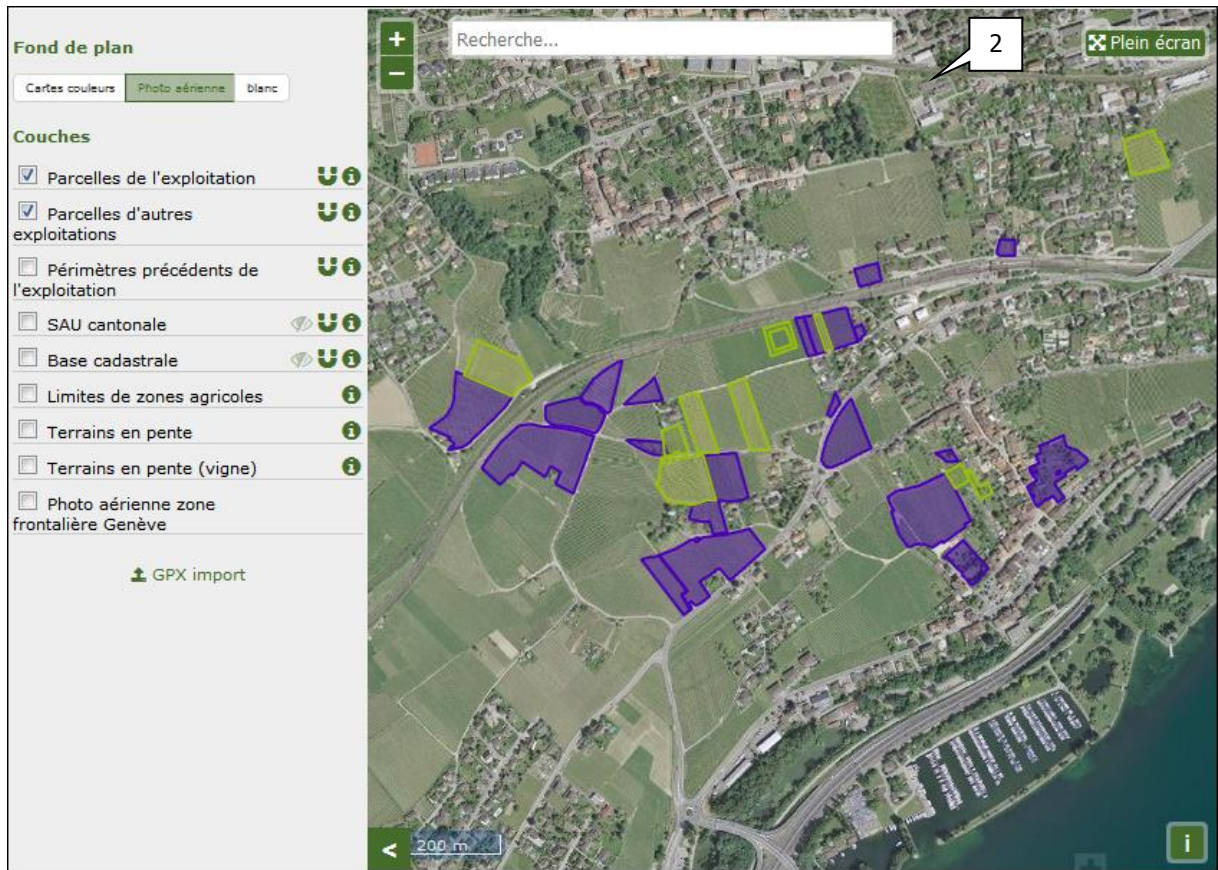 Fond de plan
Cartes couleurs Photo aérienne blanc
Couches
Parcelles de l'exploitation
Parcelles d'autres
exploitations
Périmètres précédents de
l'exploitation
SAU cantonale
Base cadastrale
Limites de zones agricoles
Terrains en pente
Terrains en pente (vigne)
Photo aérienne zone
frontalière Genève
GPX import
+
−
Recherche...
2
Plein écran
<
200 m
i